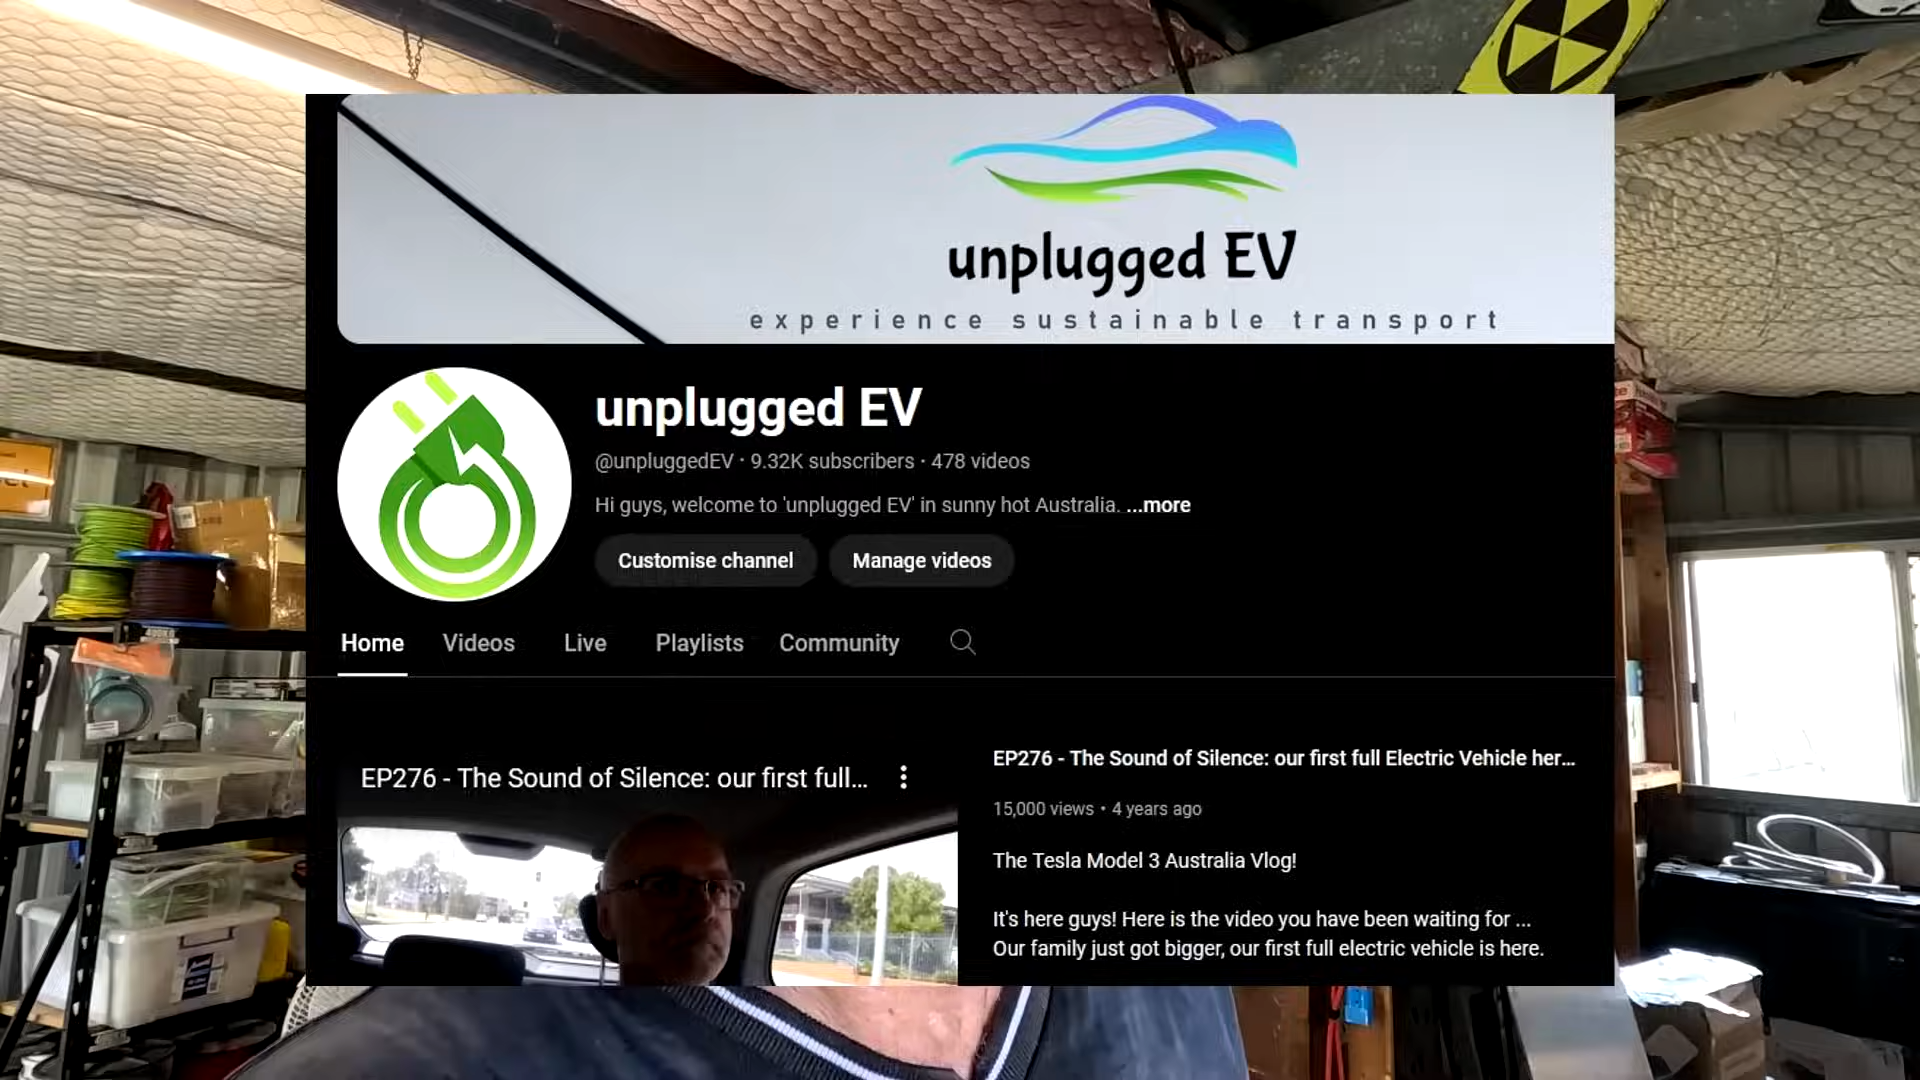 unplugged EV
experience sustainable transport
unplugged EV
@unpluggedEV · 9.32K subscribers · 478 videos
Hi guys, welcome to 'unplugged EV' in sunny hot Australia. ...more
Customise channel
Manage videos
Home
Videos
Live
Playlists
Community
EP276 - The Sound of Silence: our first full...
EP276 - The Sound of Silence: our first full Electric Vehicle her...
15,000 views • 4 years ago
The Tesla Model 3 Australia Vlog!
It's here guys! Here is the video you have been waiting for ...
Our family just got bigger, our first full electric vehicle is here.